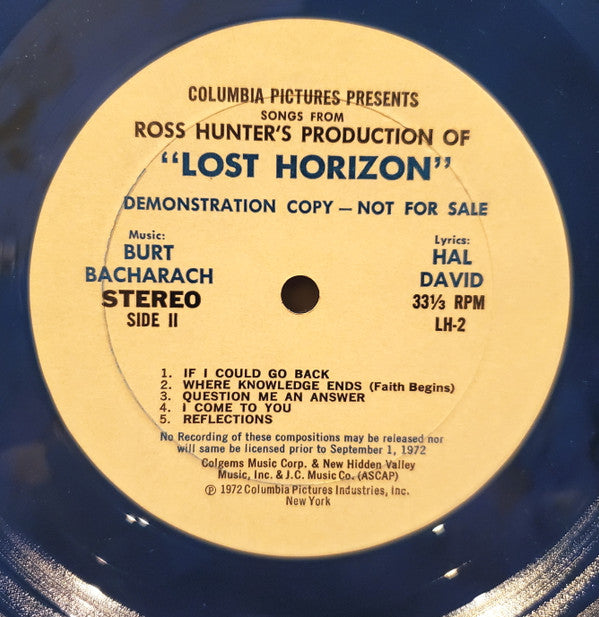 COLUMBIA PICTURES PRESENTS
SONGS FROM
ROSS HUNTER'S PRODUCTION OF
"LOST HORIZON"
DEMONSTRATION COPY — NOT FOR SALE
Music:
BURT
BACHARACH
STEREO
SIDE II
Lyrics:
HAL
DAVID
33⅓ RPM
LH-2
1. IF I COULD GO BACK
2. WHERE KNOWLEDGE ENDS (Faith Begins)
3. QUESTION ME AN ANSWER
4. I COME TO YOU
5. REFLECTIONS
No Recording of these compositions may be released nor
will same be licensed prior to September 1, 1972
Colgems Music Corp. & New Hidden Valley
Music, Inc. & J.C. Music Co. (ASCAP)
℗ 1972 Columbia Pictures Industries, Inc.
New York